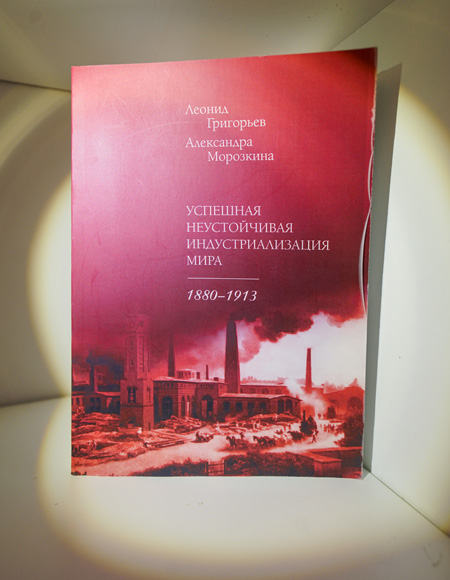 Леонид
Григорьев
Александра
Морозкина
УСПЕШНАЯ
НЕУСТОЙЧИВАЯ
ИНДУСТРИАЛИЗАЦИЯ
МИРА
1880–1913